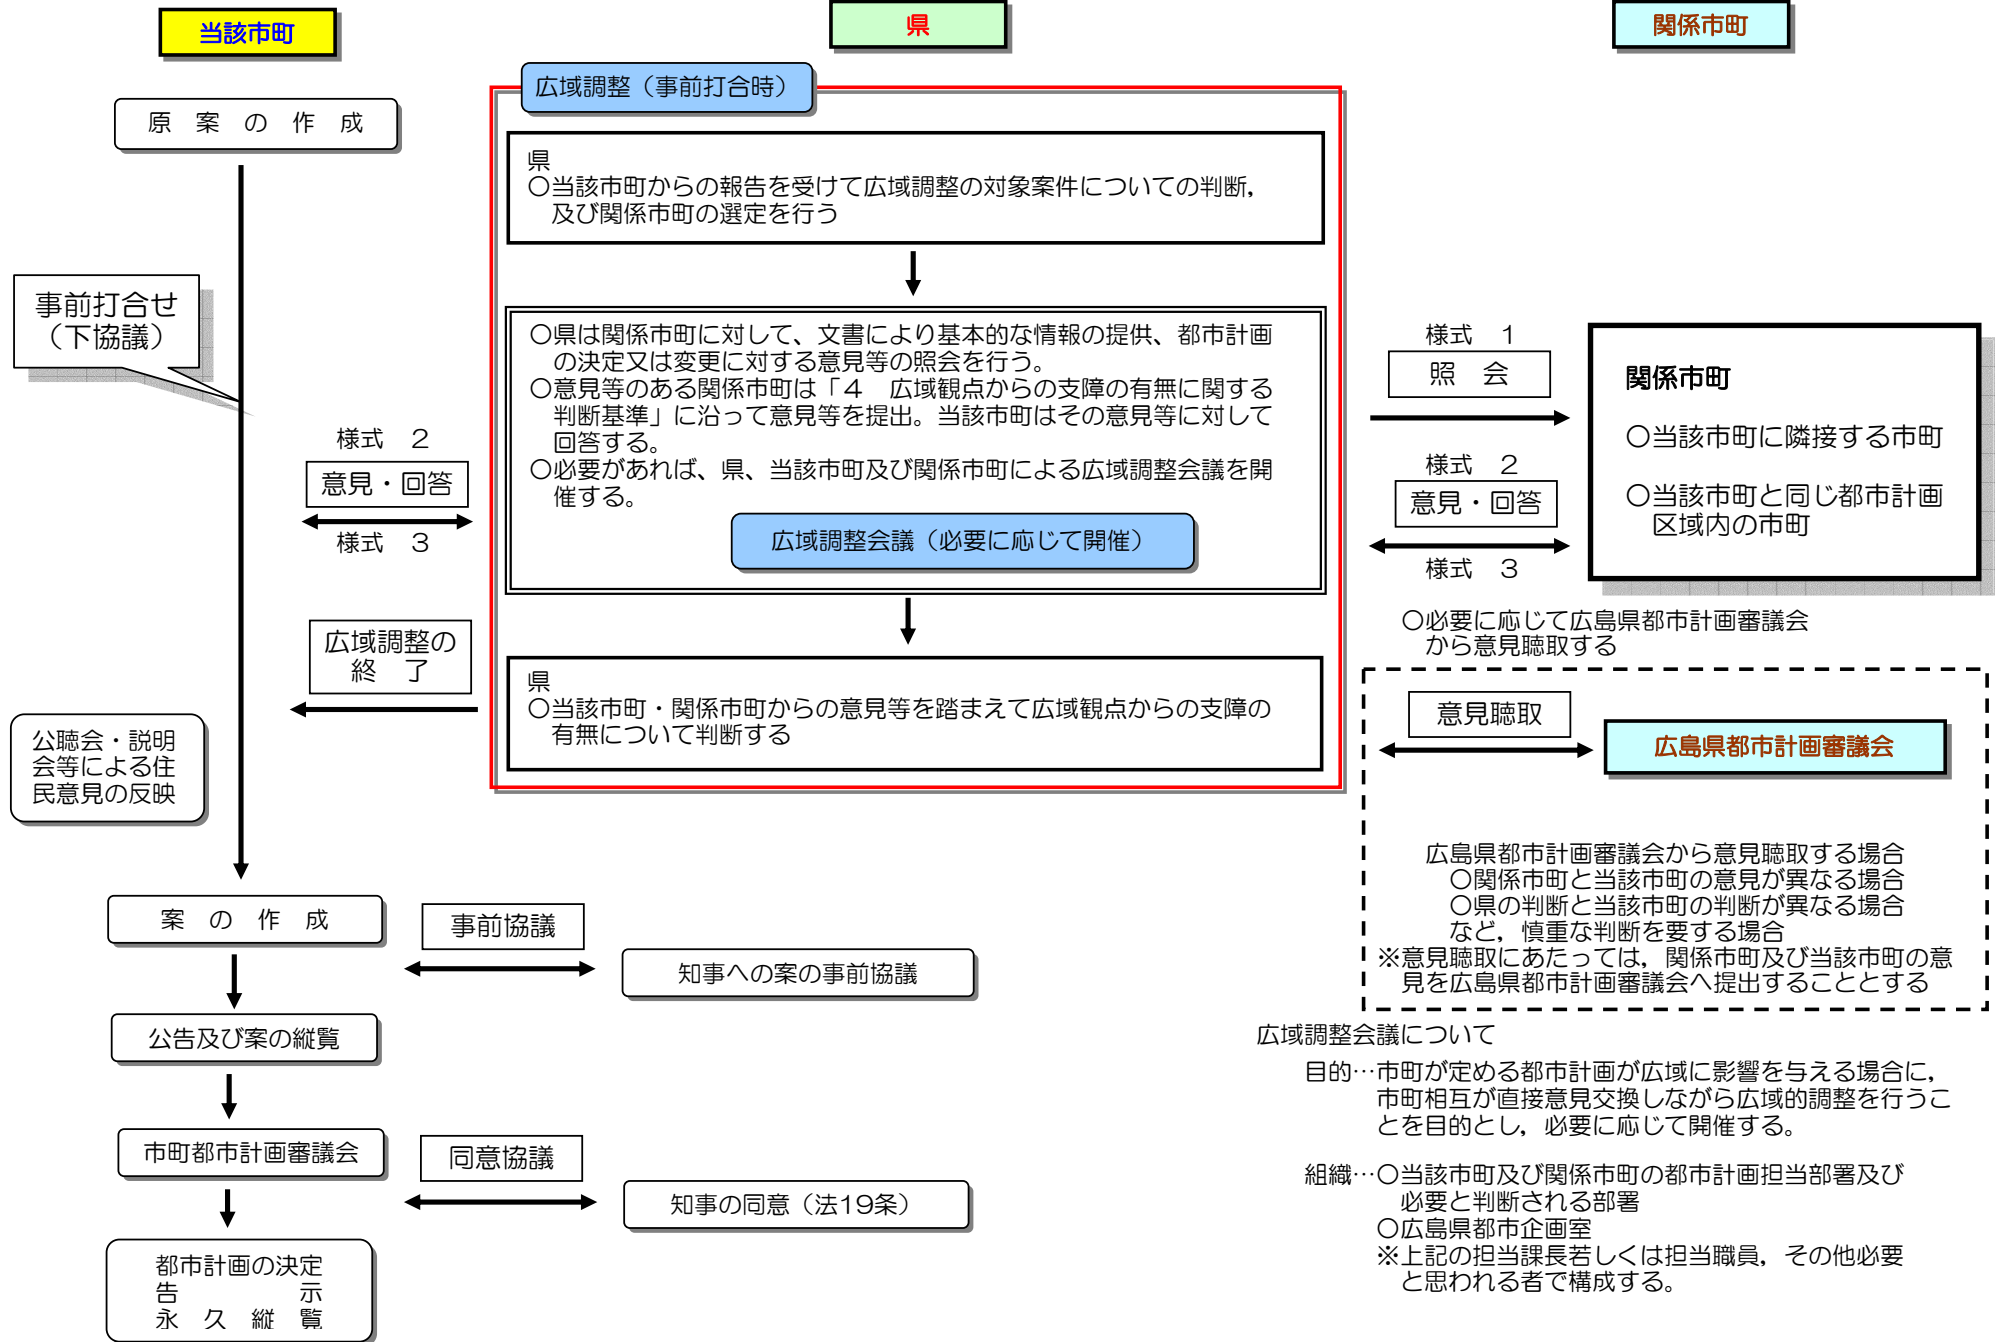 当該市町
県
関係市町
原　案　の　作　成
事前打合せ
（下協議）
広域調整（事前打合時）
県
○当該市町からの報告を受けて広域調整の対象案件についての判断，
及び関係市町の選定を行う
○県は関係市町に対して、文書により基本的な情報の提供、都市計画
の決定又は変更に対する意見等の照会を行う。
○意見等のある関係市町は「４　広域観点からの支障の有無に関する
判断基準」に沿って意見等を提出。当該市町はその意見等に対して
回答する。
○必要があれば、県、当該市町及び関係市町による広域調整会議を開
催する。
広域調整会議（必要に応じて開催）
様式　２
意見・回答
様式　３
広域調整の
終　了
県
○当該市町・関係市町からの意見等を踏まえて広域観点からの支障の
有無について判断する
様式　１
照　会
様式　２
意見・回答
様式　３
関係市町
○当該市町に隣接する市町
○当該市町と同じ都市計画
区域内の市町
○必要に応じて広島県都市計画審議会
から意見聴取する
意見聴取
広島県都市計画審議会
広島県都市計画審議会から意見聴取する場合
○関係市町と当該市町の意見が異なる場合
○県の判断と当該市町の判断が異なる場合
など，慎重な判断を要する場合
※意見聴取にあたっては，関係市町及び当該市町の意
見を広島県都市計画審議会へ提出することとする
公聴会・説明
会等による住
民意見の反映
案　の　作　成
事前協議
知事への案の事前協議
公告及び案の縦覧
市町都市計画審議会
同意協議
知事の同意（法19条）
都市計画の決定
告　　　　　示
永　久　縦　覧
広域調整会議について
目的…市町が定める都市計画が広域に影響を与える場合に，
市町相互が直接意見交換しながら広域的調整を行うこ
とを目的とし，必要に応じて開催する。
組織…○当該市町及び関係市町の都市計画担当部署及び
必要と判断される部署
○広島県都市企画室
※上記の担当課長若しくは担当職員，その他必要
と思われる者で構成する。